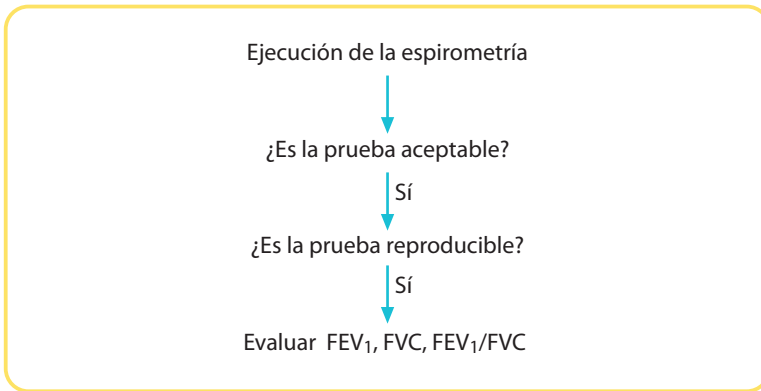 Ejecución de la espirometría
¿Es la prueba aceptable?
Sí
¿Es la prueba reproducible?
Sí
Evaluar FEV₁, FVC, FEV₁/FVC